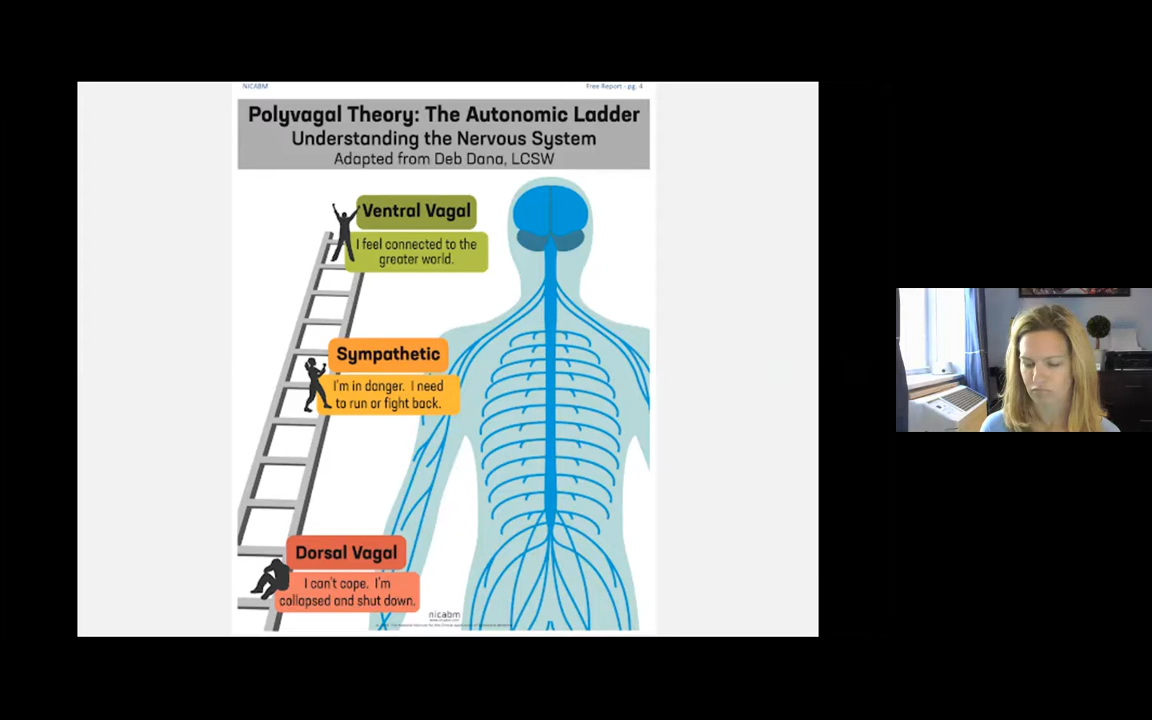 NICABM
Free Report - pg. 4
Polyvagal Theory: The Autonomic Ladder
Understanding the Nervous System
Adapted from Deb Dana, LCSW
Ventral Vagal
I feel connected to the
greater world.
Sympathetic
I'm in danger. I need
to run or fight back.
Dorsal Vagal
I can't cope. I'm
collapsed and shut down.
nicabm